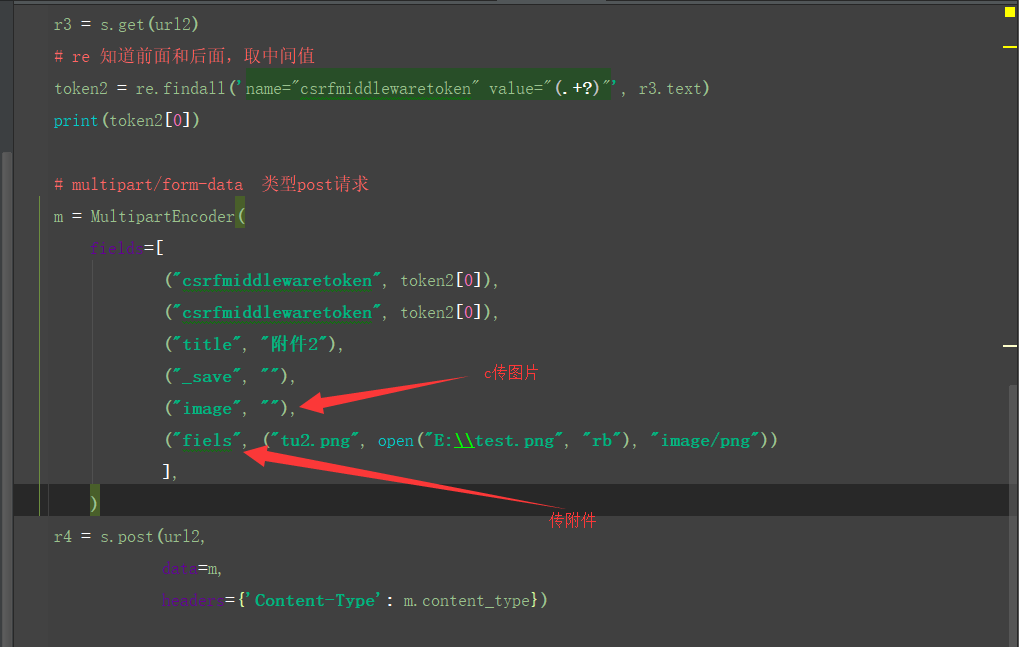 r3 = s.get(url2)
# re 知道前面和后面，取中间值
token2 = re.findall('name="csrfmiddlewaretoken" value="(.+?)"', r3.text)
print(token2[0])
# multipart/form-data  类型post请求
m = MultipartEncoder(
fields=[
("csrfmiddlewaretoken", token2[0]),
("csrfmiddlewaretoken", token2[0]),
("title", "附件2"),
("_save", ""),
c传图片
("image", ""),
("fiels", ("tu2.png", open("E:\\test.png", "rb"), "image/png"))
],
)
传附件
r4 = s.post(url2,
data=m,
headers={'Content-Type': m.content_type})